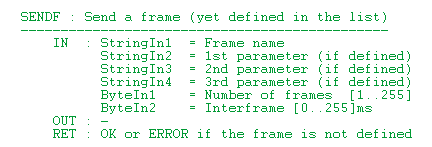 SENDF : Send a frame (yet defined in the list)
------------------------------------------------
IN : StringIn1 = Frame name
StringIn2 = 1st parameter (if defined)
StringIn3 = 2nd parameter (if defined)
StringIn4 = 3rd parameter (if defined)
ByteIn1 = Number of frames [1..255]
ByteIn2 = Interframe [0..255]ms
OUT : -
RET : OK or ERROR if the frame is not defined